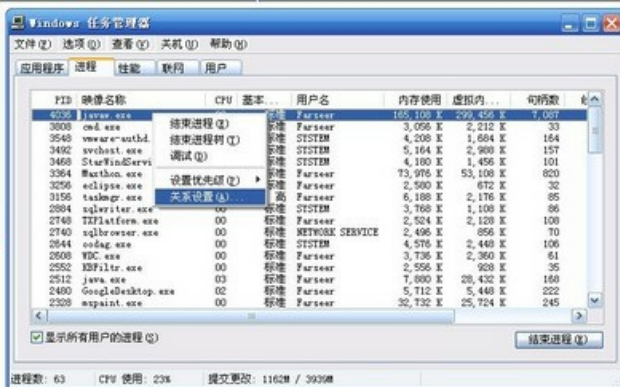 Windows 任务管理器
文件(F) 选项(O) 查看(V) 关机(U) 帮助(H)
应用程序 进程 性能 联网 用户
PID 映像名称 CPU 基本... 用户名 内存使用 虚拟内... 句柄数
4036 javaw.exe 标准 Farseer 165,108 K 299,456 K 7,087
3808 cmd.exe 标准 Farseer 3,056 K 2,212 K 33
3548 vmware-authd. 标准 SYSTEM 4,208 K 1,684 K 164
3492 svchost.exe 标准 SYSTEM 5,164 K 2,988 K 157
3468 StarWindServi 标准 SYSTEM 4,180 K 1,456 K 101
3364 Maxthon.exe 标准 Farseer 73,976 K 53,108 K 820
3256 eclipse.exe 标准 Farseer 2,580 K 672 K 32
3156 taskmgr.exe 高 Farseer 6,188 K 2,176 K 85
2884 sqlwriter.exe 标准 SYSTEM 3,768 K 1,108 K 86
2748 TXPlatform.exe 00 标准 Farseer 2,524 K 2,128 K 108
2740 sqlbrowser.exe 00 标准 NETWORK SERVICE 2,496 K 856 K 70
2644 oodag.exe 00 标准 SYSTEM 4,576 K 2,448 K 106
2608 WDC.exe 00 标准 Farseer 3,736 K 2,360 K 61
2552 KBFiltr.exe 00 标准 Farseer 2,556 K 928 K 35
2512 java.exe 03 标准 Farseer 7,880 K 28,432 K 168
2480 GoogleDesktop.exe 02 标准 Farseer 5,712 K 5,448 K 222
2328 mspaint.exe 00 标准 Farseer 32,732 K 25,724 K 245
结束进程(E)
结束进程树(T)
调试(D)
设置优先级(P)
关系设置(A)...
显示所有用户的进程(S)
结束进程(E)
进程数: 63 CPU 使用: 23% 提交更改: 1162M / 3939M